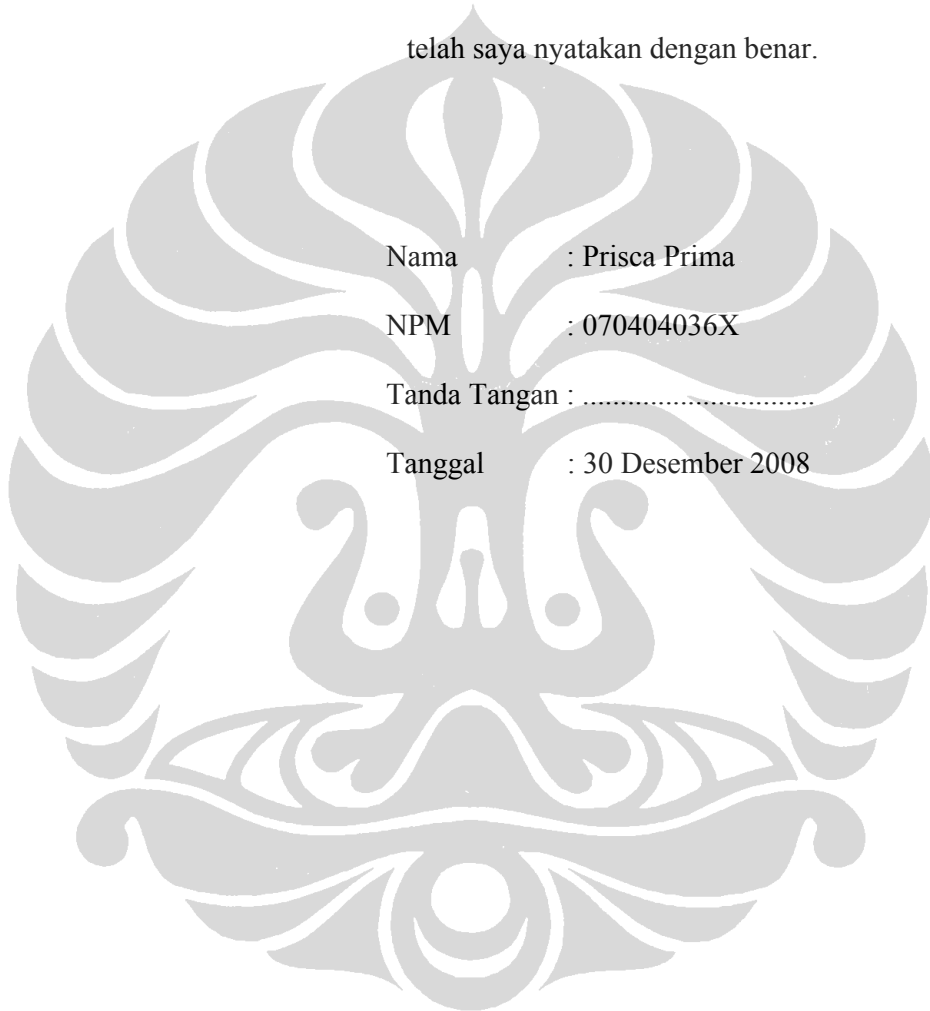 telah saya nyatakan dengan benar.
Nama : Prisca Prima
NPM : 070404036X
Tanda Tangan : ...............................
Tanggal : 30 Desember 2008